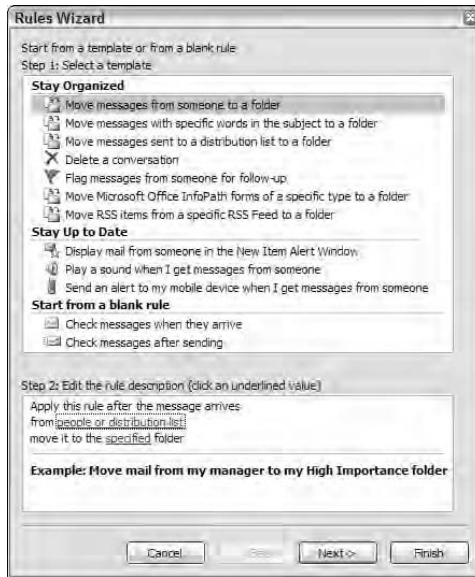 Rules Wizard
Start from a template or from a blank rule
Step 1: Select a template
Stay Organized
Move messages from someone to a folder
Move messages with specific words in the subject to a folder
Move messages sent to a distribution list to a folder
Delete a conversation
Flag messages from someone for follow-up
Move Microsoft Office InfoPath forms of a specific type to a folder
Move RSS items from a specific RSS Feed to a folder
Stay Up to Date
Display mail from someone in the New Item Alert Window
Play a sound when I get messages from someone
Send an alert to my mobile device when I get messages from someone
Start from a blank rule
Check messages when they arrive
Check messages after sending
Step 2: Edit the rule description (click an underlined value)
Apply this rule after the message arrives
from people or distribution list
move it to the specified folder
Example: Move mail from my manager to my High Importance folder
Cancel Next > Finish